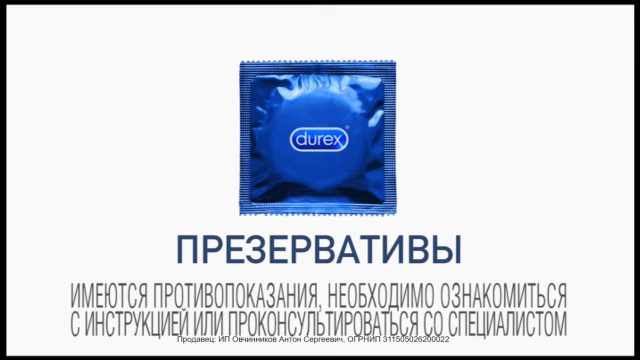 durex
ПРЕЗЕРВАТИВЫ
ИМЕЮТСЯ ПРОТИВОПОКАЗАНИЯ, НЕОБХОДИМО ОЗНАКОМИТЬСЯ
С ИНСТРУКЦИЕЙ ИЛИ ПРОКОНСУЛЬТИРОВАТЬСЯ СО СПЕЦИАЛИСТОМ
Продавец: ИП Овчинников Антон Сергеевич, ОГРНИП 311505026200022